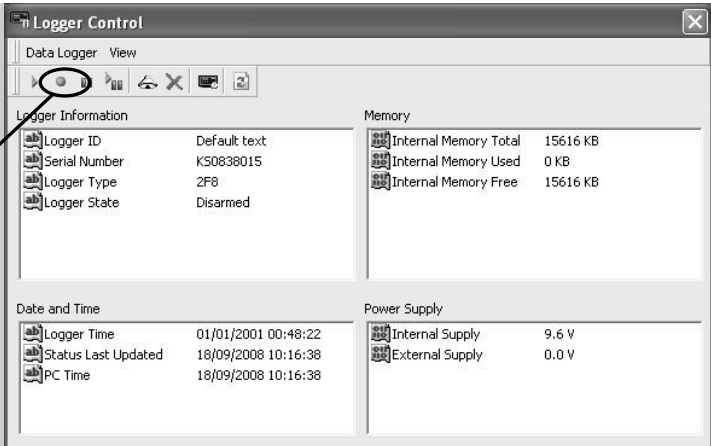 Logger Control
Data Logger View
Logger Information
Logger ID Default text
Serial Number KS0838015
Logger Type 2F8
Logger State Disarmed
Memory
Internal Memory Total 15616 KB
Internal Memory Used 0 KB
Internal Memory Free 15616 KB
Date and Time
Logger Time 01/01/2001 00:48:22
Status Last Updated 18/09/2008 10:16:38
PC Time 18/09/2008 10:16:38
Power Supply
Internal Supply 9.6 V
External Supply 0.0 V